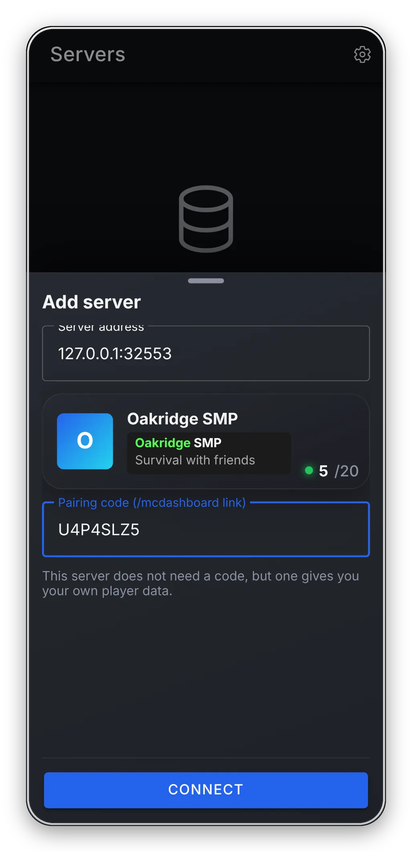 Servers
Add server
Server address
127.0.0.1:32553
O
Oakridge SMP
Oakridge SMP
Survival with friends
5 /20
Pairing code (/mcdashboard link)
U4P4SLZ5
This server does not need a code, but one gives you
your own player data.
CONNECT